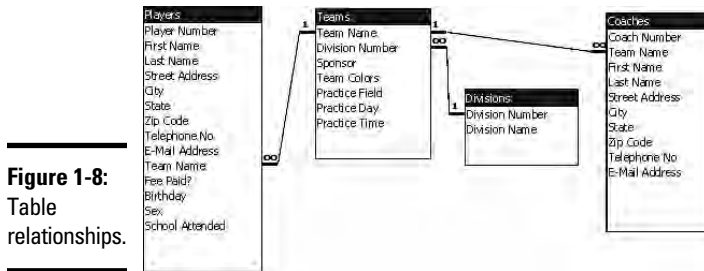 Players
Player Number
First Name
Last Name
Street Address
City
State
Zip Code
Telephone No
E-Mail Address
Team Name
Fee Paid?
Birthday
Sex
School Attended
∞
1
Teams
1
Team Name
∞
Division Number
Sponsor
Team Colors
Practice Field
Practice Day
Practice Time
Divisions
1
Division Number
Division Name
Coaches
Coach Number
∞
Team Name
First Name
Last Name
Street Address
City
State
Zip Code
Telephone No
E-Mail Address
Figure 1-8:
Table
relationships.